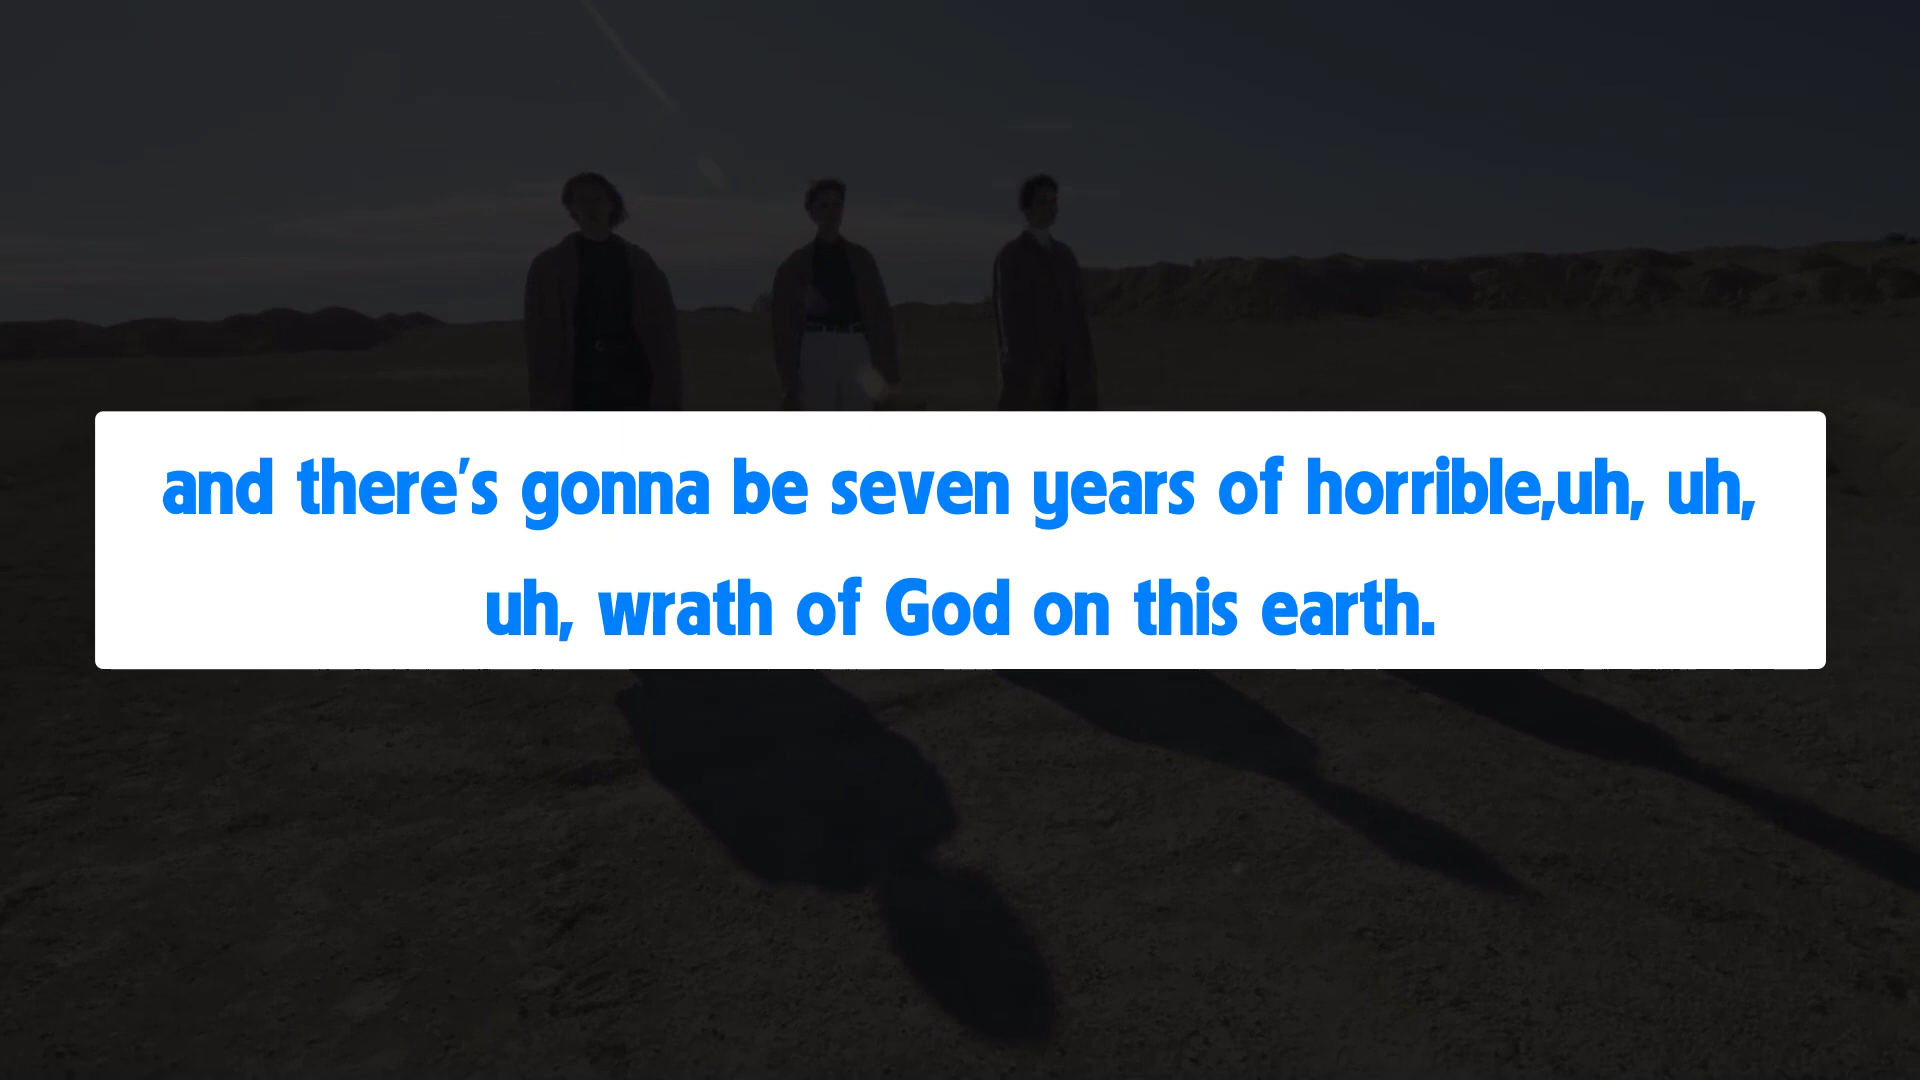 and there's gonna be seven years of horrible,uh, uh,
uh, wrath of God on this earth.